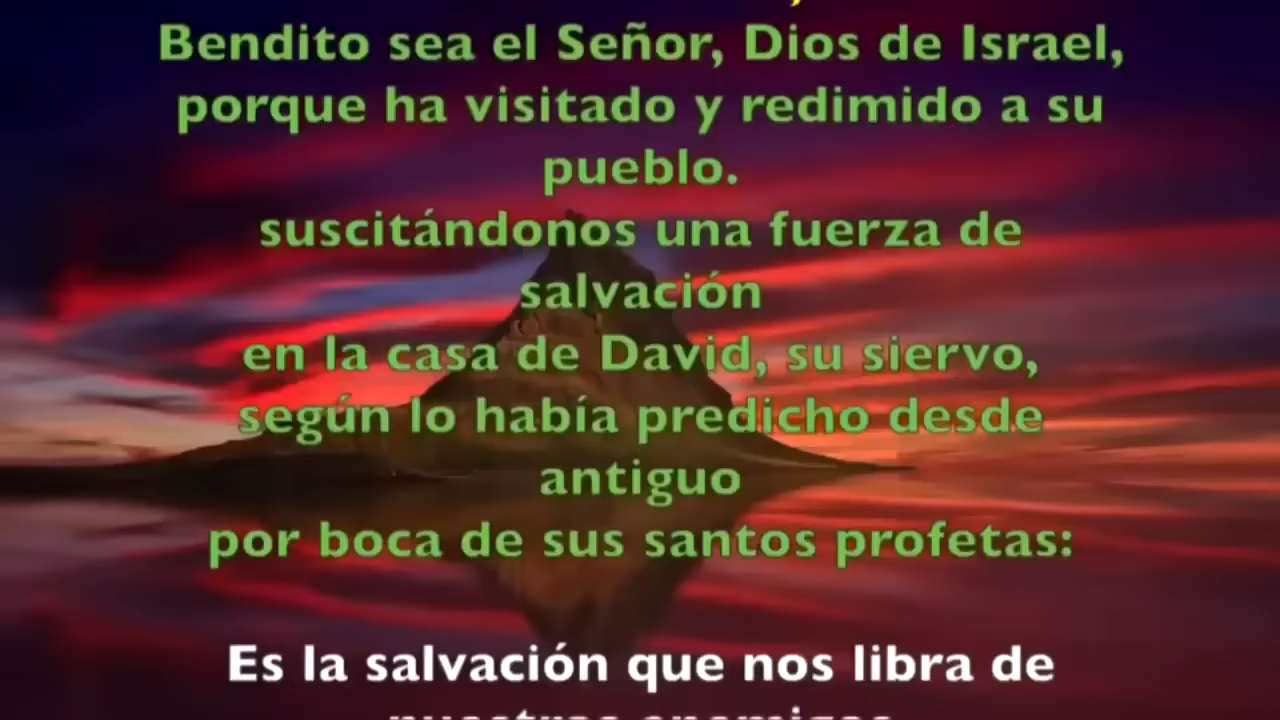 Bendito sea el Señor, Dios de Israel,
porque ha visitado y redimido a su
pueblo.
suscitándonos una fuerza de
salvación
en la casa de David, su siervo,
según lo había predicho desde
antiguo
por boca de sus santos profetas:
Es la salvación que nos libra de
nuestros enemigos